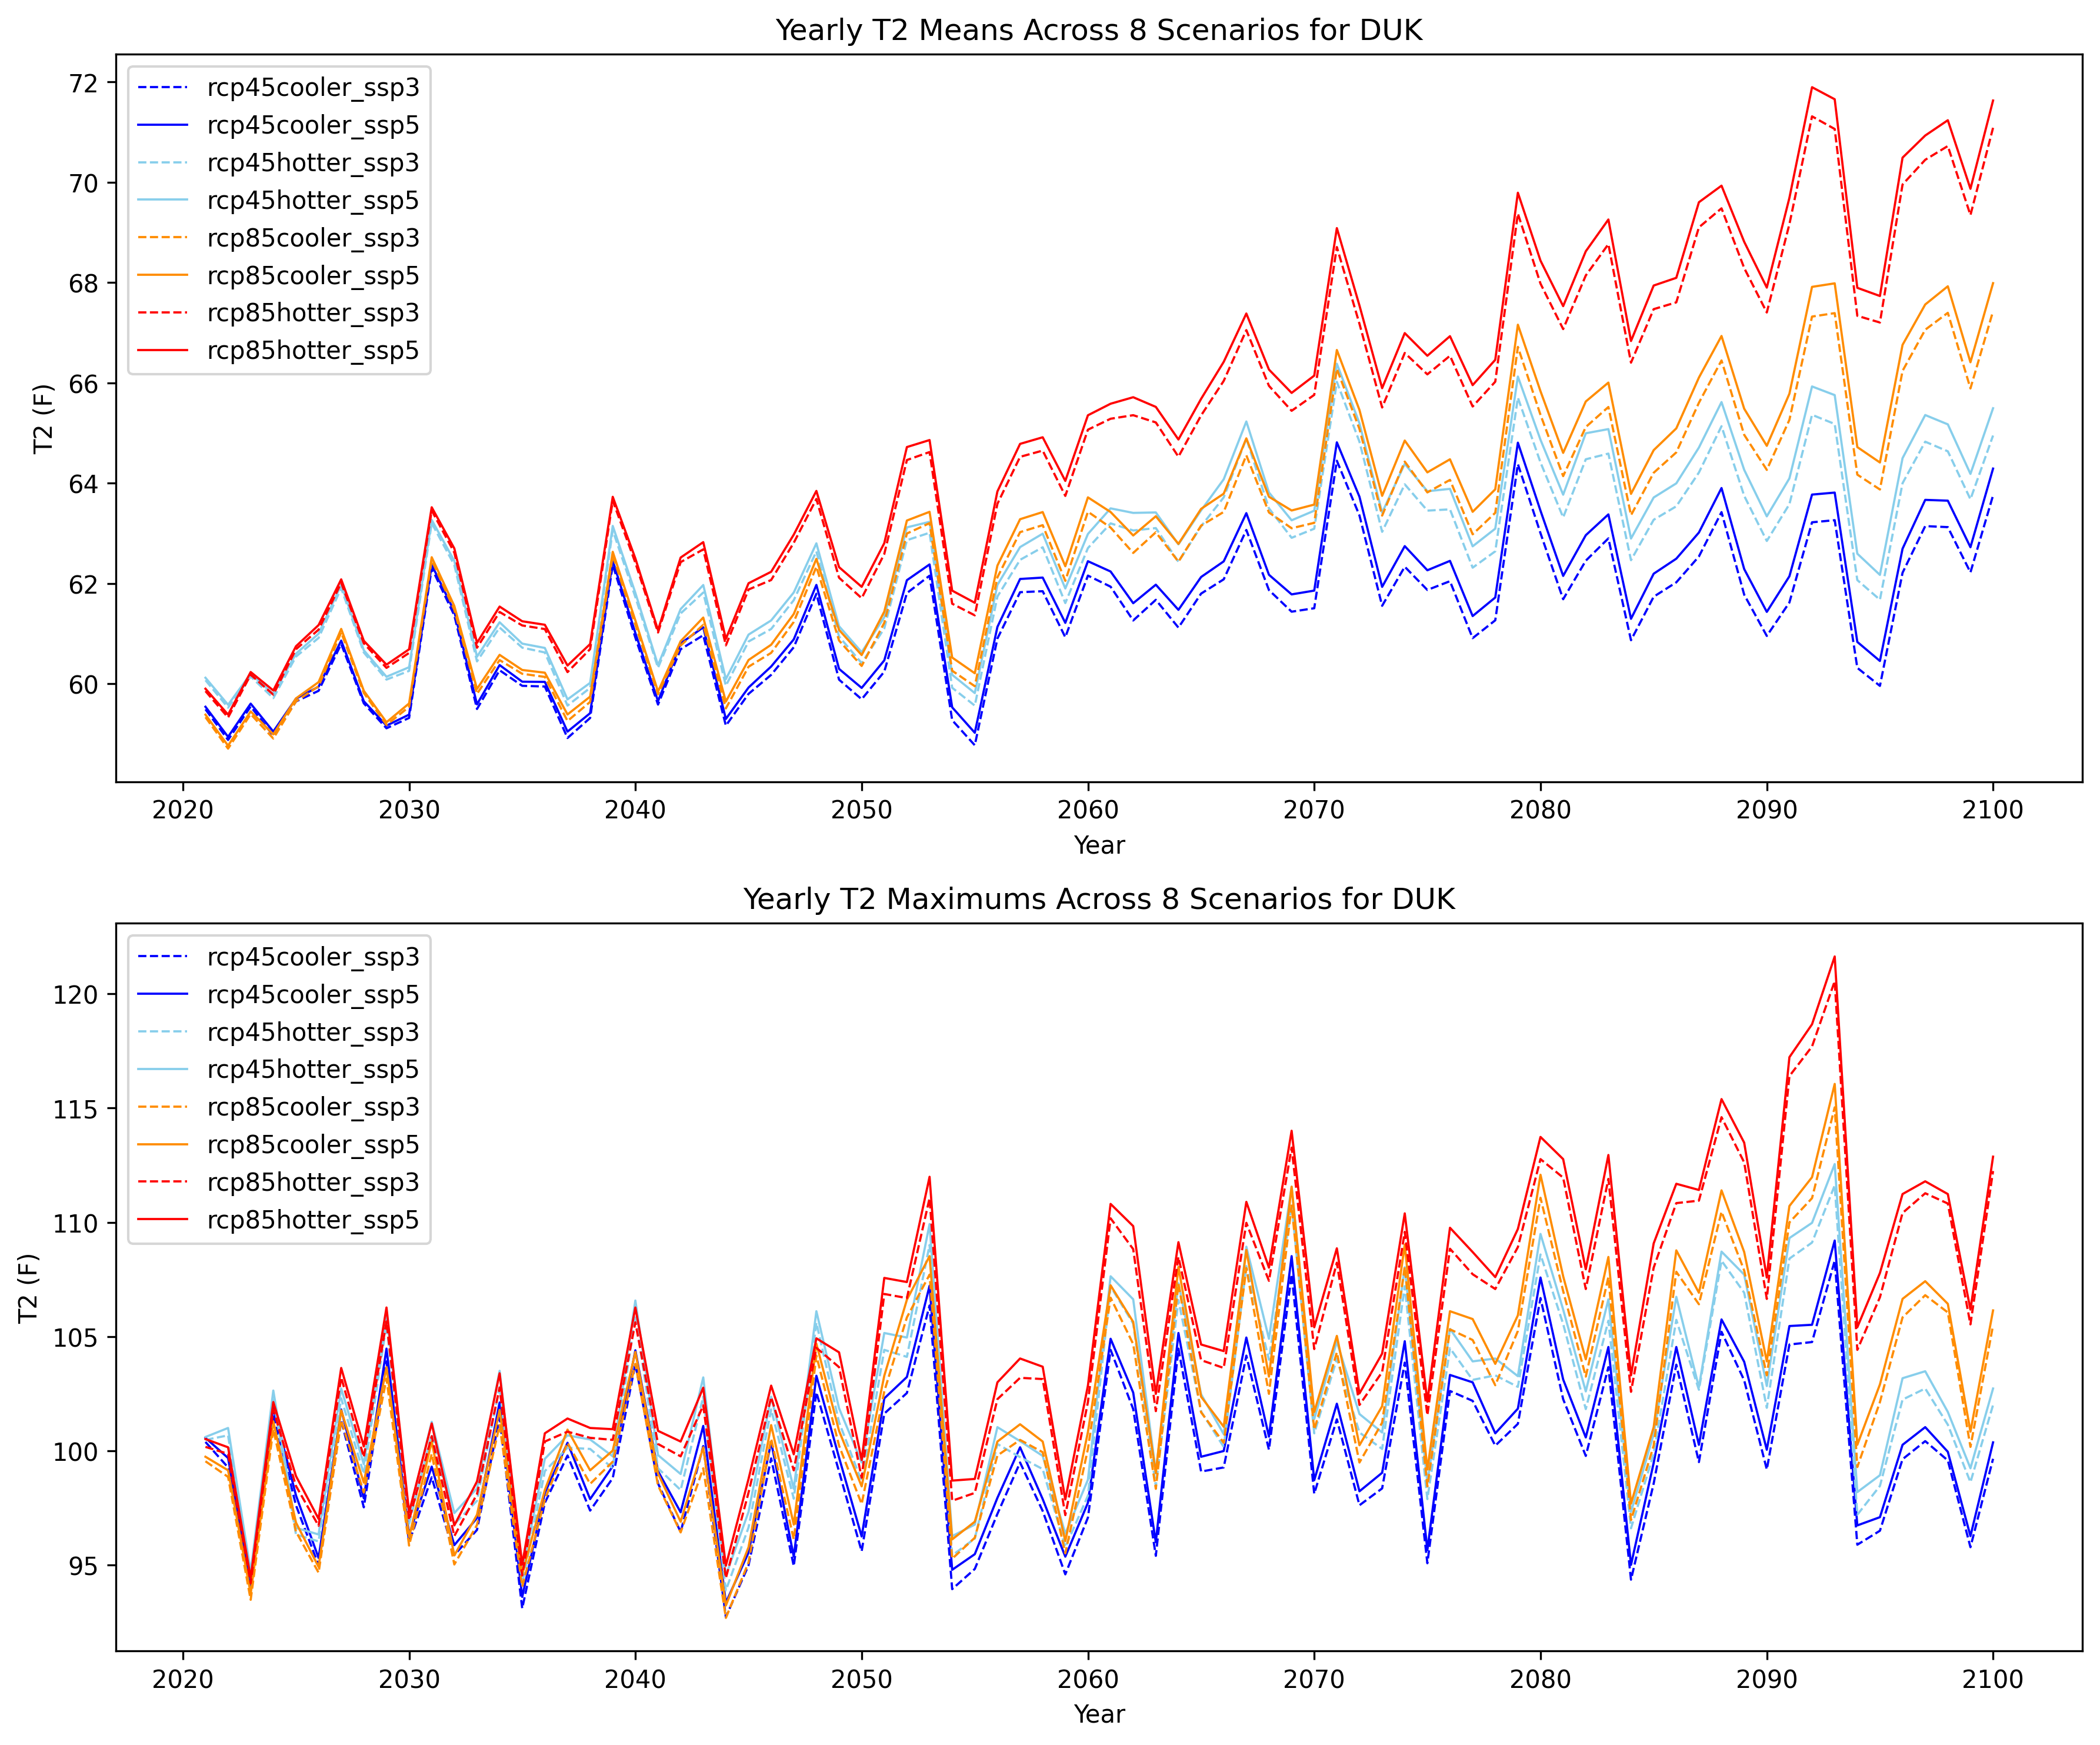 Yearly T2 Means Across 8 Scenarios for DUK
rcp45cooler_ssp3
rcp45cooler_ssp5
rcp45hotter_ssp3
rcp45hotter_ssp5
rcp85cooler_ssp3
rcp85cooler_ssp5
rcp85hotter_ssp3
rcp85hotter_ssp5
T2 (F)
72
70
68
66
64
62
60
2020 2030 2040 2050 2060 2070 2080 2090 2100
Year
Yearly T2 Maximums Across 8 Scenarios for DUK
rcp45cooler_ssp3
rcp45cooler_ssp5
rcp45hotter_ssp3
rcp45hotter_ssp5
rcp85cooler_ssp3
rcp85cooler_ssp5
rcp85hotter_ssp3
rcp85hotter_ssp5
T2 (F)
120
115
110
105
100
95
2020 2030 2040 2050 2060 2070 2080 2090 2100
Year